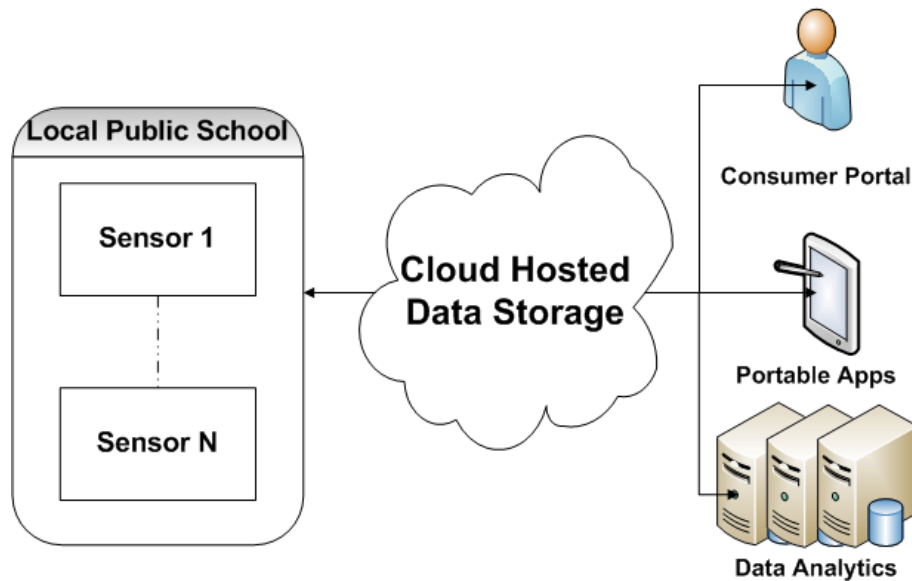 Local Public School
Sensor 1
Sensor N
Cloud Hosted
Data Storage
Consumer Portal
Portable Apps
Data Analytics